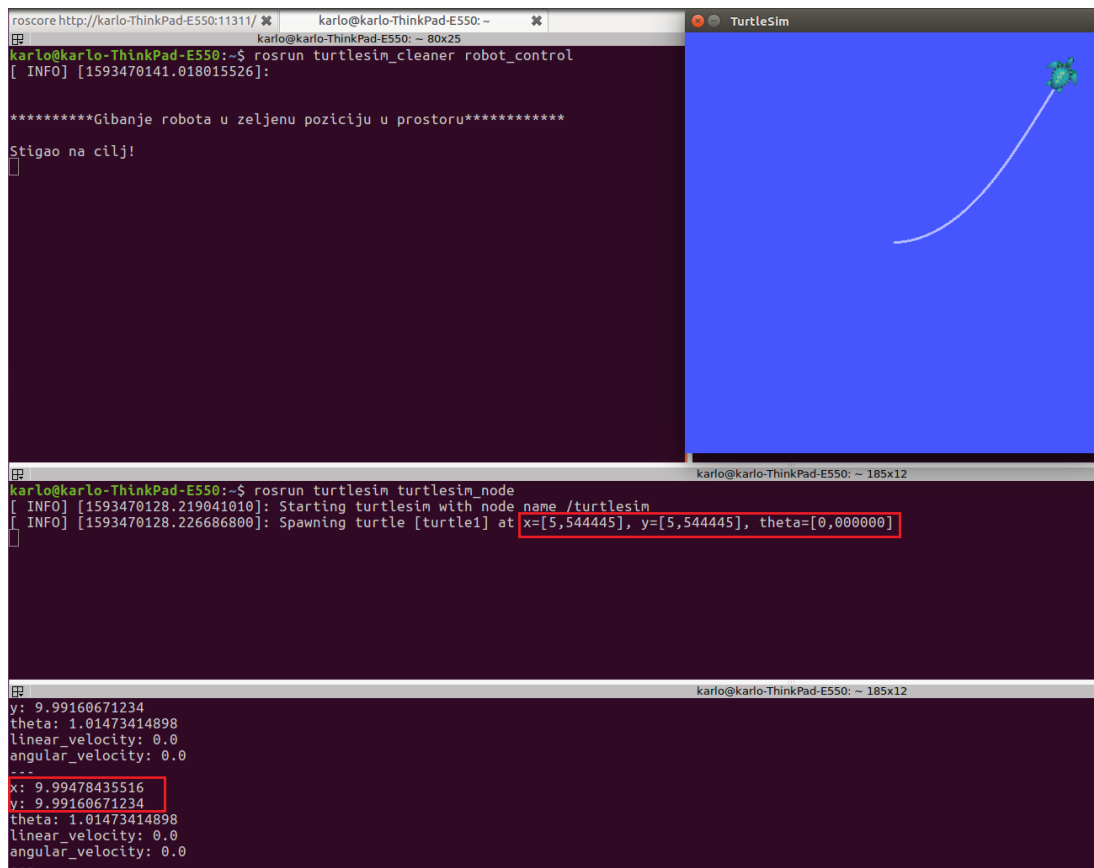 roscore http://karlo-ThinkPad-E550:11311/
karlo@karlo-ThinkPad-E550: ~
TurtleSim
karlo@karlo-ThinkPad-E550: ~ 80x25
karlo@karlo-ThinkPad-E550:~$ rosrun turtlesim_cleaner robot_control
[ INFO] [1593470141.018015526]:
**********Gibanje robota u zeljenu poziciju u prostoru************
Stigao na cilj!
karlo@karlo-ThinkPad-E550: ~ 185x12
karlo@karlo-ThinkPad-E550:~$ rosrun turtlesim turtlesim_node
[ INFO] [1593470128.219041010]: Starting turtlesim with node name /turtlesim
[ INFO] [1593470128.226686800]: Spawning turtle [turtle1] at x=[5,544445], y=[5,544445], theta=[0,000000]
karlo@karlo-ThinkPad-E550: ~ 185x12
y: 9.99160671234
theta: 1.01473414898
linear_velocity: 0.0
angular_velocity: 0.0
---
x: 9.99478435516
y: 9.99160671234
theta: 1.01473414898
linear_velocity: 0.0
angular_velocity: 0.0
---